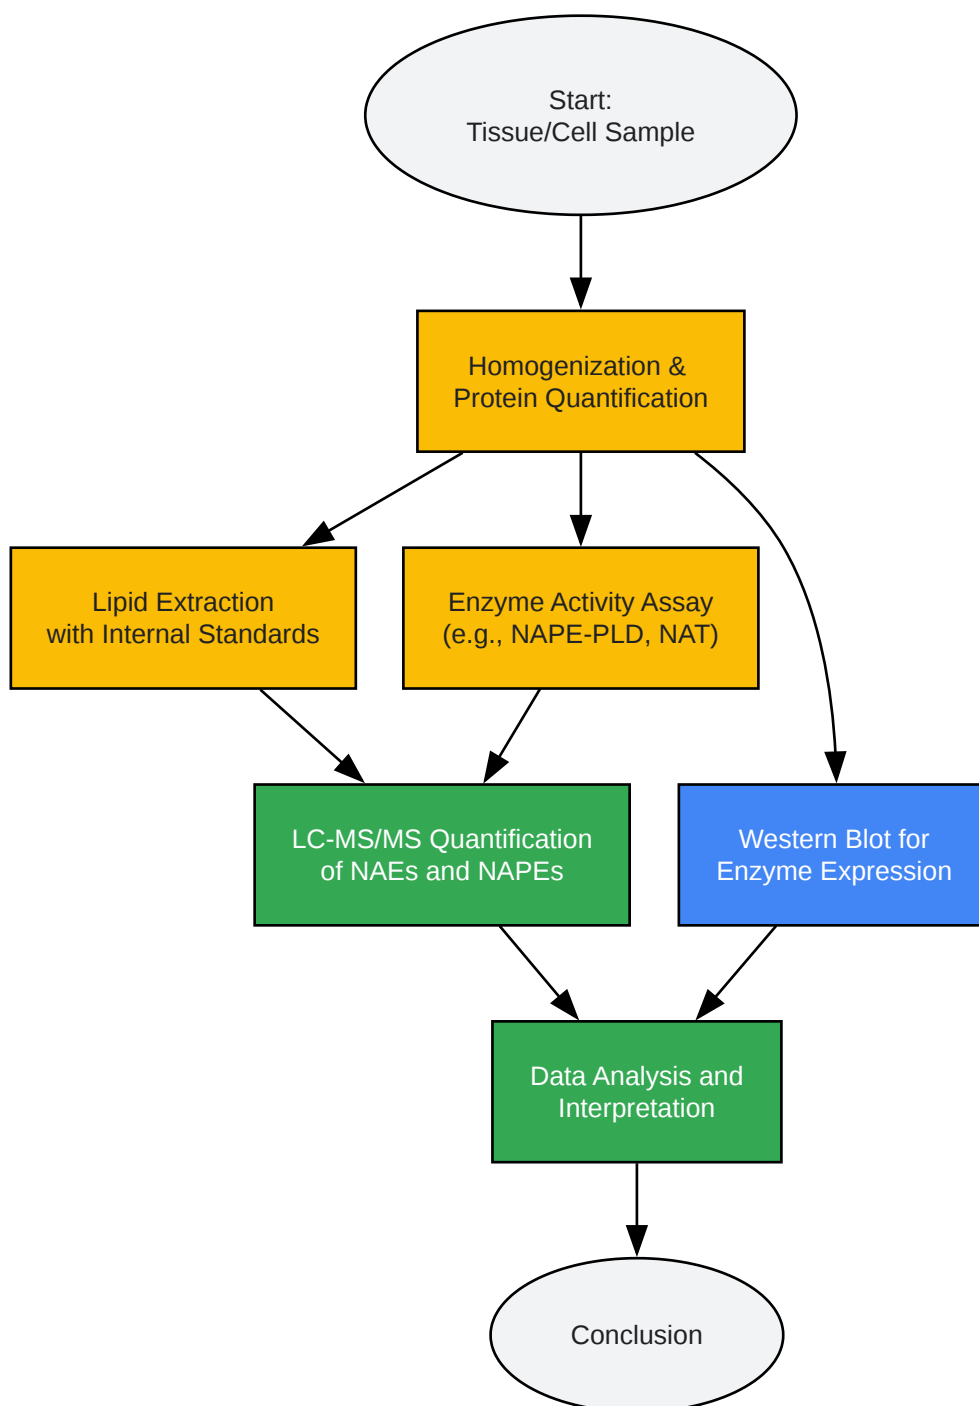 Start:
Tissue/Cell Sample
Homogenization &
Protein Quantification
Lipid Extraction
with Internal Standards
Enzyme Activity Assay
(e.g., NAPE-PLD, NAT)
LC-MS/MS Quantification
of NAEs and NAPEs
Western Blot for
Enzyme Expression
Data Analysis and
Interpretation
Conclusion